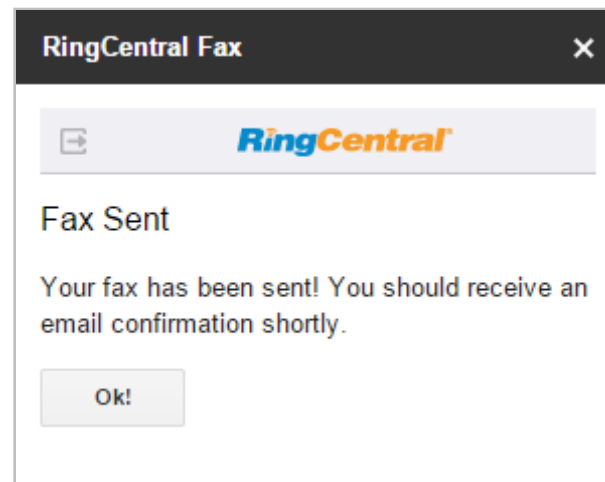 RingCentral Fax
RingCentral
Fax Sent
Your fax has been sent! You should receive an
email confirmation shortly.
Ok!